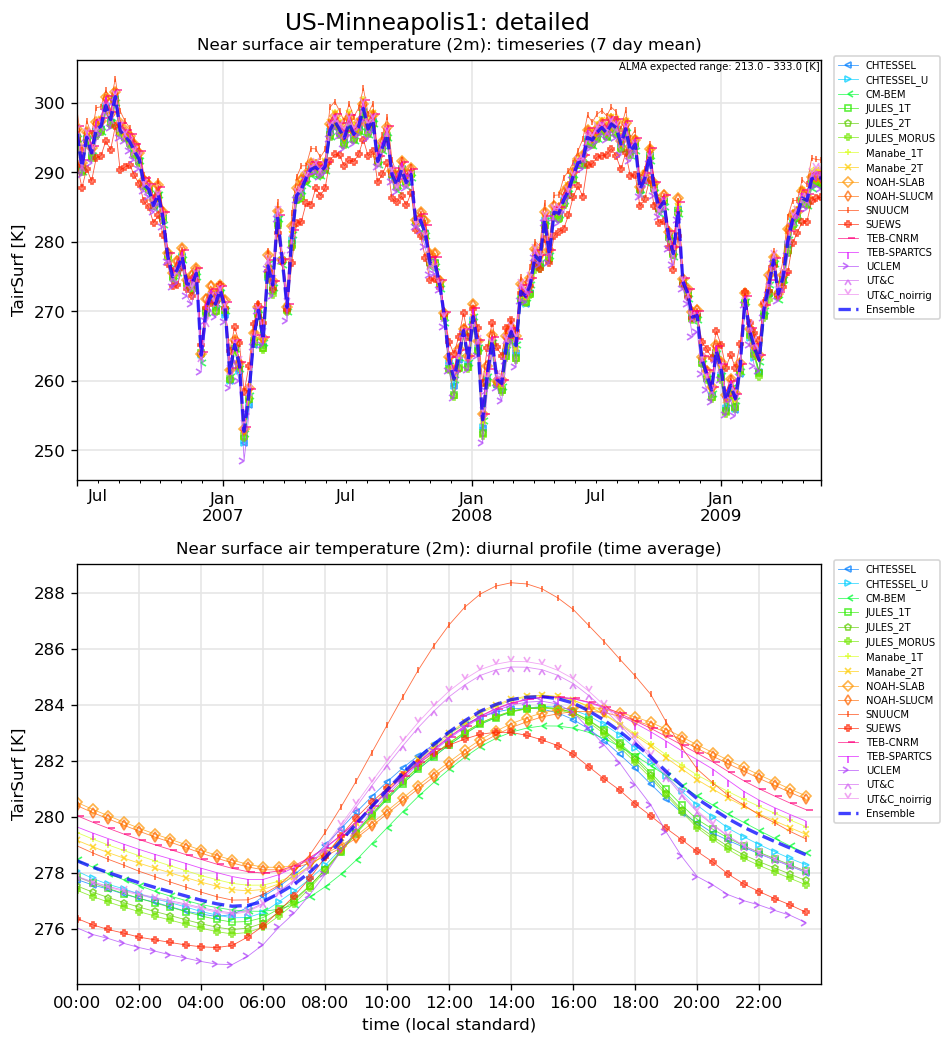 US-Minneapolis1: detailed
Near surface air temperature (2m): timeseries (7 day mean)
ALMA expected range: 213.0 - 333.0 [K]
TairSurf [K]
300
290
280
270
260
250
Jul
Jan
2007
Jul
Jan
2008
Jul
Jan
2009
CHTESSEL
CHTESSEL_U
CM-BEM
JULES_1T
JULES_2T
JULES_MORUS
Manabe_1T
Manabe_2T
NOAH-SLAB
NOAH-SLUCM
SNUUCM
SUEWS
TEB-CNRM
TEB-SPARTCS
UCLEM
UT&C
UT&C_noirrig
Ensemble
Near surface air temperature (2m): diurnal profile (time average)
TairSurf [K]
288
286
284
282
280
278
276
00:00
02:00
04:00
06:00
08:00
10:00
12:00
14:00
16:00
18:00
20:00
22:00
time (local standard)
CHTESSEL
CHTESSEL_U
CM-BEM
JULES_1T
JULES_2T
JULES_MORUS
Manabe_1T
Manabe_2T
NOAH-SLAB
NOAH-SLUCM
SNUUCM
SUEWS
TEB-CNRM
TEB-SPARTCS
UCLEM
UT&C
UT&C_noirrig
Ensemble